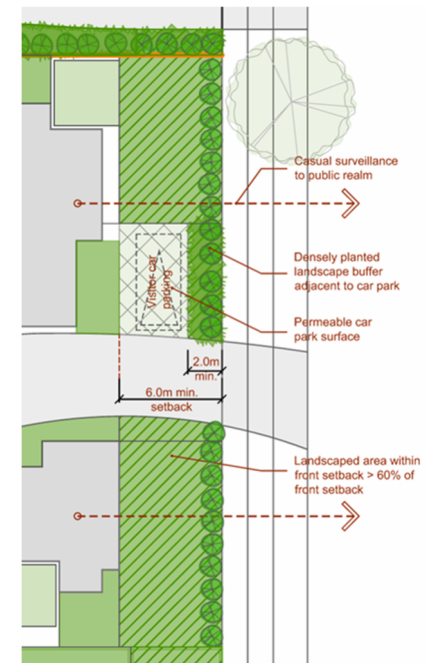 Casual surveillance
to public realm
Densely planted
landscape buffer
adjacent to car park
Visitor car
parking
Permeable car
park surface
2.0m
min.
6.0m min.
setback
Landscaped area within
front setback > 60% of
front setback